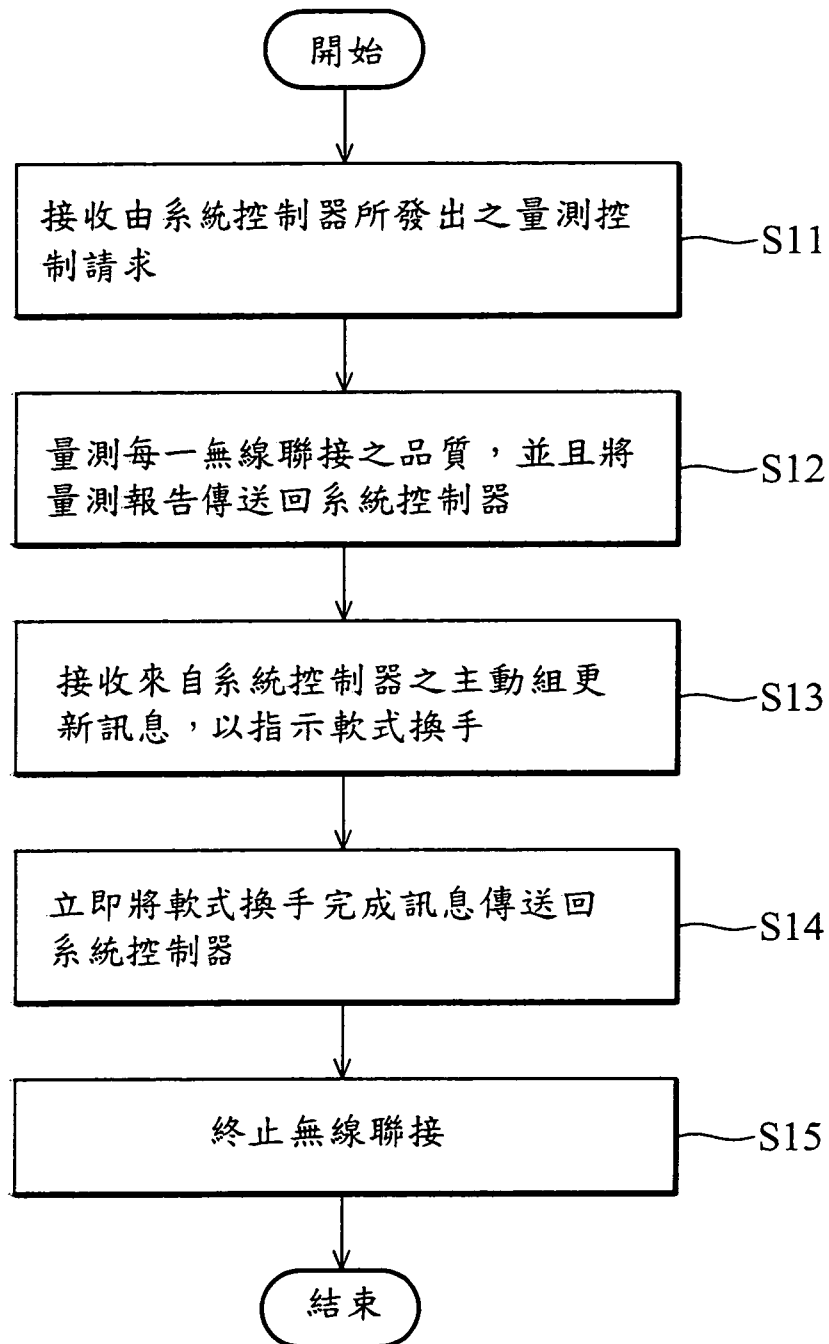 開始
接收由系統控制器所發出之量測控
制請求
S11
量測每一無線聯接之品質，並且將
量測報告傳送回系統控制器
S12
接收來自系統控制器之主動組更
新訊息，以指示軟式換手
S13
立即將軟式換手完成訊息傳送回
系統控制器
S14
終止無線聯接
S15
結束